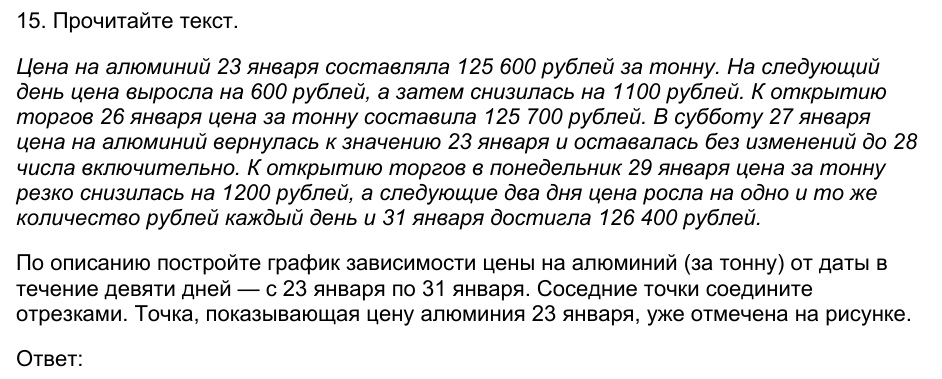 15. Прочитайте текст.
Цена на алюминий 23 января составляла 125 600 рублей за тонну. На следующий
день цена выросла на 600 рублей, а затем снизилась на 1100 рублей. К открытию
торгов 26 января цена за тонну составила 125 700 рублей. В субботу 27 января
цена на алюминий вернулась к значению 23 января и оставалась без изменений до 28
числа включительно. К открытию торгов в понедельник 29 января цена за тонну
резко снизилась на 1200 рублей, а следующие два дня цена росла на одно и то же
количество рублей каждый день и 31 января достигла 126 400 рублей.
По описанию постройте график зависимости цены на алюминий (за тонну) от даты в
течение девяти дней — с 23 января по 31 января. Соседние точки соедините
отрезками. Точка, показывающая цену алюминия 23 января, уже отмечена на рисунке.
Ответ: